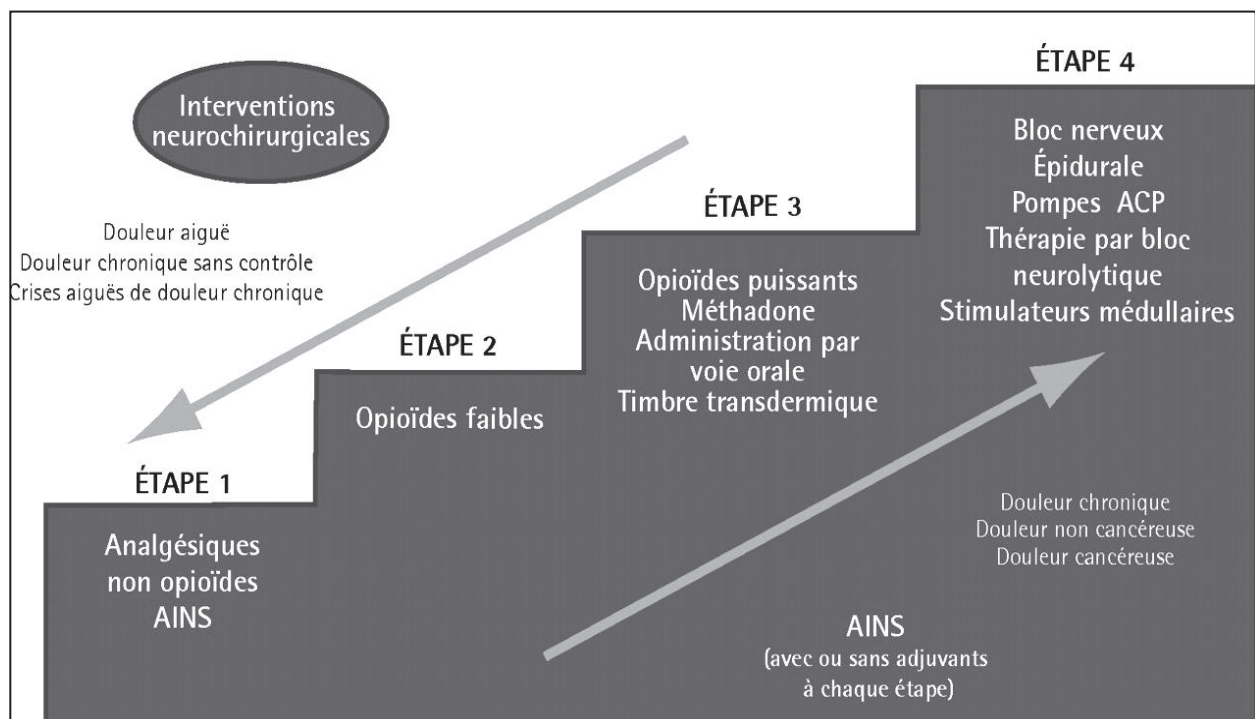 Interventions
neurochirurgicales
Douleur aiguë
Douleur chronique sans contrôle
Crises aiguës de douleur chronique
ÉTAPE 1
Analgésiques
non opioïdes
AINS
ÉTAPE 2
Opioïdes faibles
ÉTAPE 3
Opioïdes puissants
Méthadone
Administration par
voie orale
Timbre transdermique
ÉTAPE 4
Bloc nerveux
Épidurale
Pompes ACP
Thérapie par bloc
neurolytique
Stimulateurs médullaires
Douleur chronique
Douleur non cancéreuse
Douleur cancéreuse
AINS
(avec ou sans adjuvants
à chaque étape)